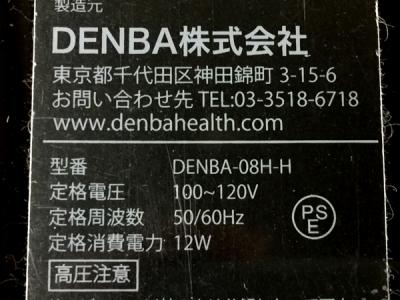 製造元
DENBA株式会社
東京都千代田区神田錦町 3-15-6
お問い合わせ先 TEL:03-3518-6718
www.denbahealth.com
型番 DENBA-08H-H
定格電圧 100~120V
定格周波数 50/60Hz
定格消費電力 12W
PSE
高圧注意